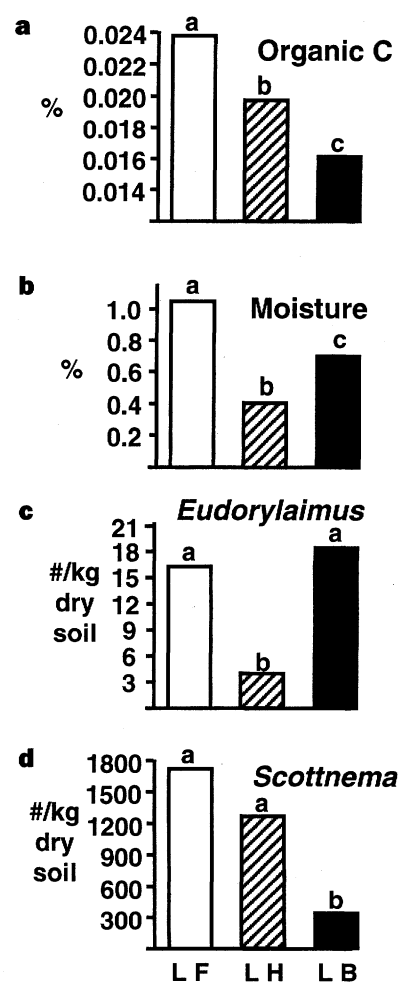 a
Organic C
%
0.024
0.022
0.020
0.018
0.016
0.014
a
b
c
b
Moisture
%
1.0
0.8
0.6
0.4
0.2
a
b
c
c
Eudorylaimus
#/kg
dry
soil
21
18
15
12
9
6
3
a
b
a
d
Scottnema
#/kg
dry
soil
1800
1500
1200
900
600
300
a
a
b
L F L H L B